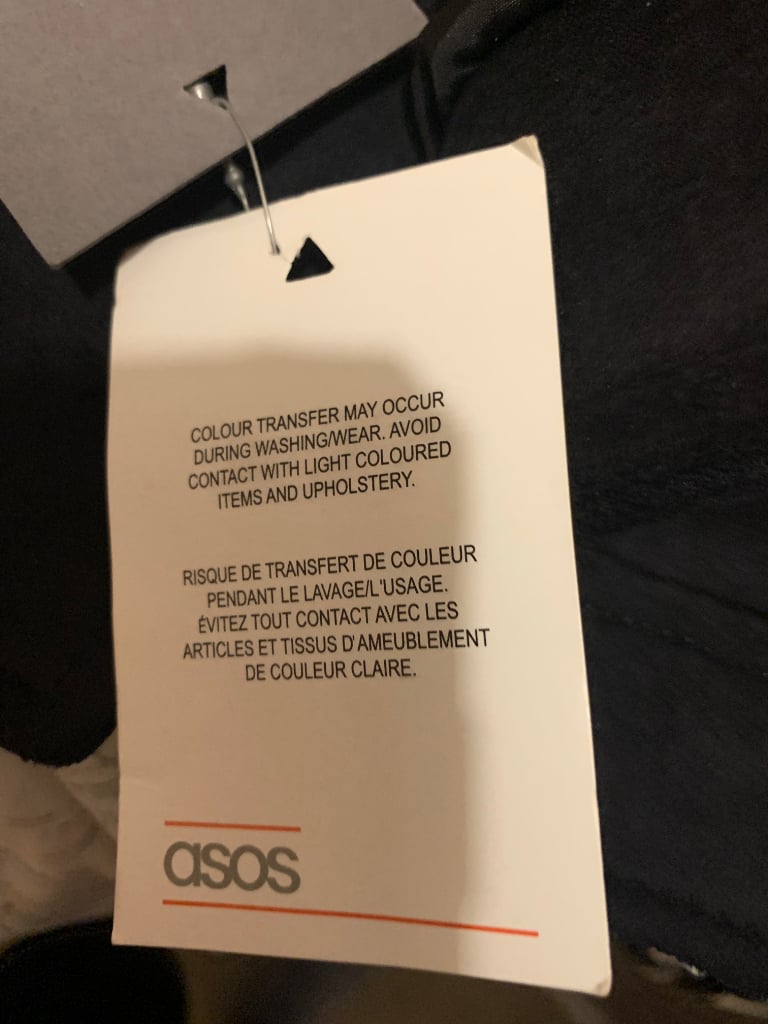 COLOUR TRANSFER MAY OCCUR
DURING WASHING/WEAR. AVOID
CONTACT WITH LIGHT COLOURED
ITEMS AND UPHOLSTERY.
RISQUE DE TRANSFERT DE COULEUR
PENDANT LE LAVAGE/L'USAGE.
ÉVITEZ TOUT CONTACT AVEC LES
ARTICLES ET TISSUS D'AMEUBLEMENT
DE COULEUR CLAIRE.
asos